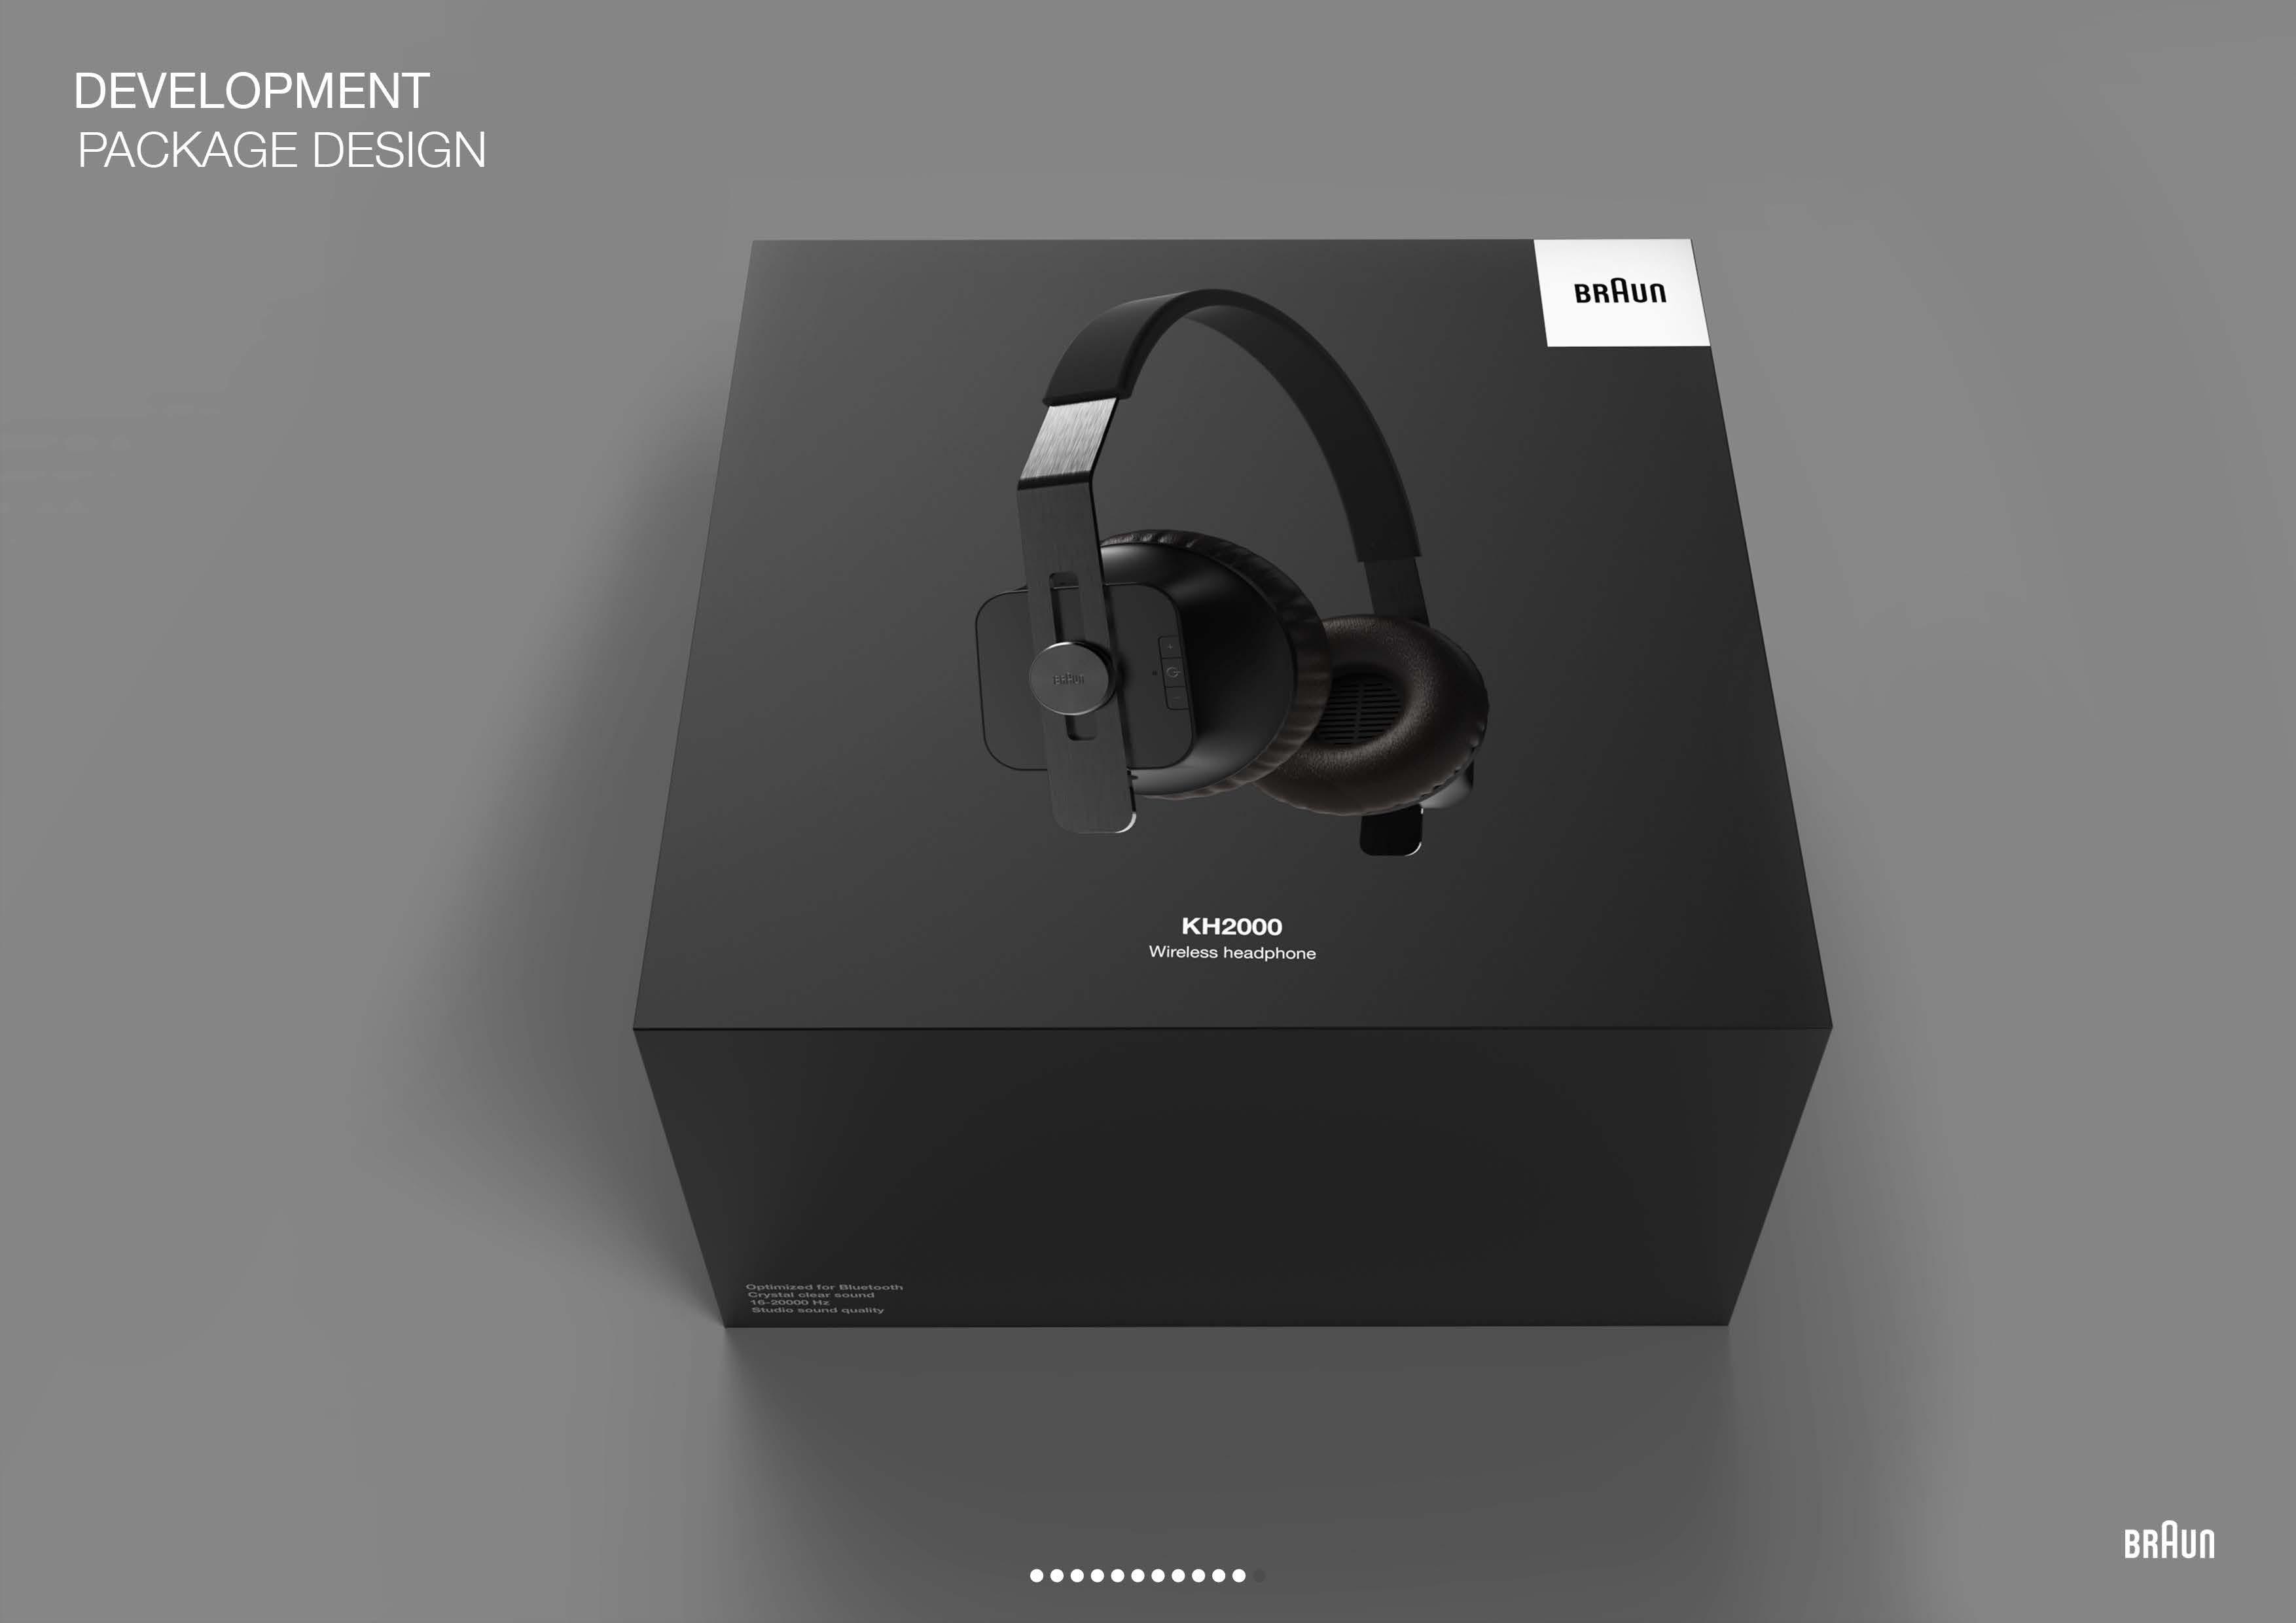 DEVELOPMENT
PACKAGE DESIGN
BRAUN
BRAUN
KH2000
Wireless headphone
Optimized for Bluetooth
Crystal clear sound
16-20000 Hz
Studio sound quality
BRAUN